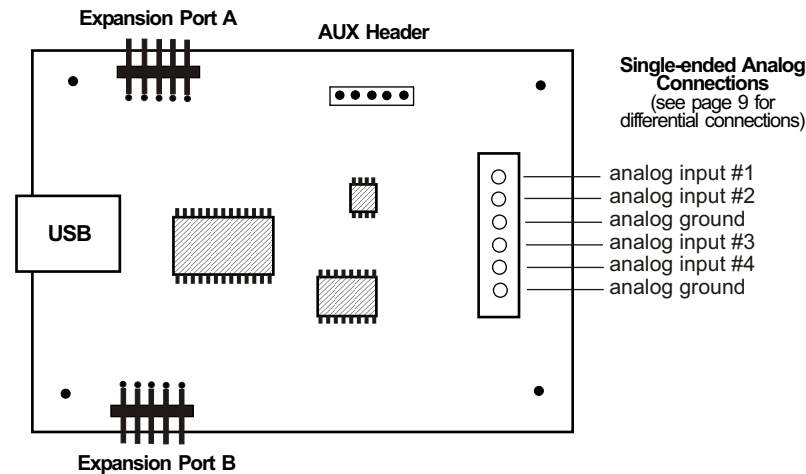 Expansion Port A
AUX Header
Single-ended Analog
Connections
(see page 9 for
differential connections)
analog input #1
analog input #2
analog ground
analog input #3
analog input #4
analog ground
USB
Expansion Port B